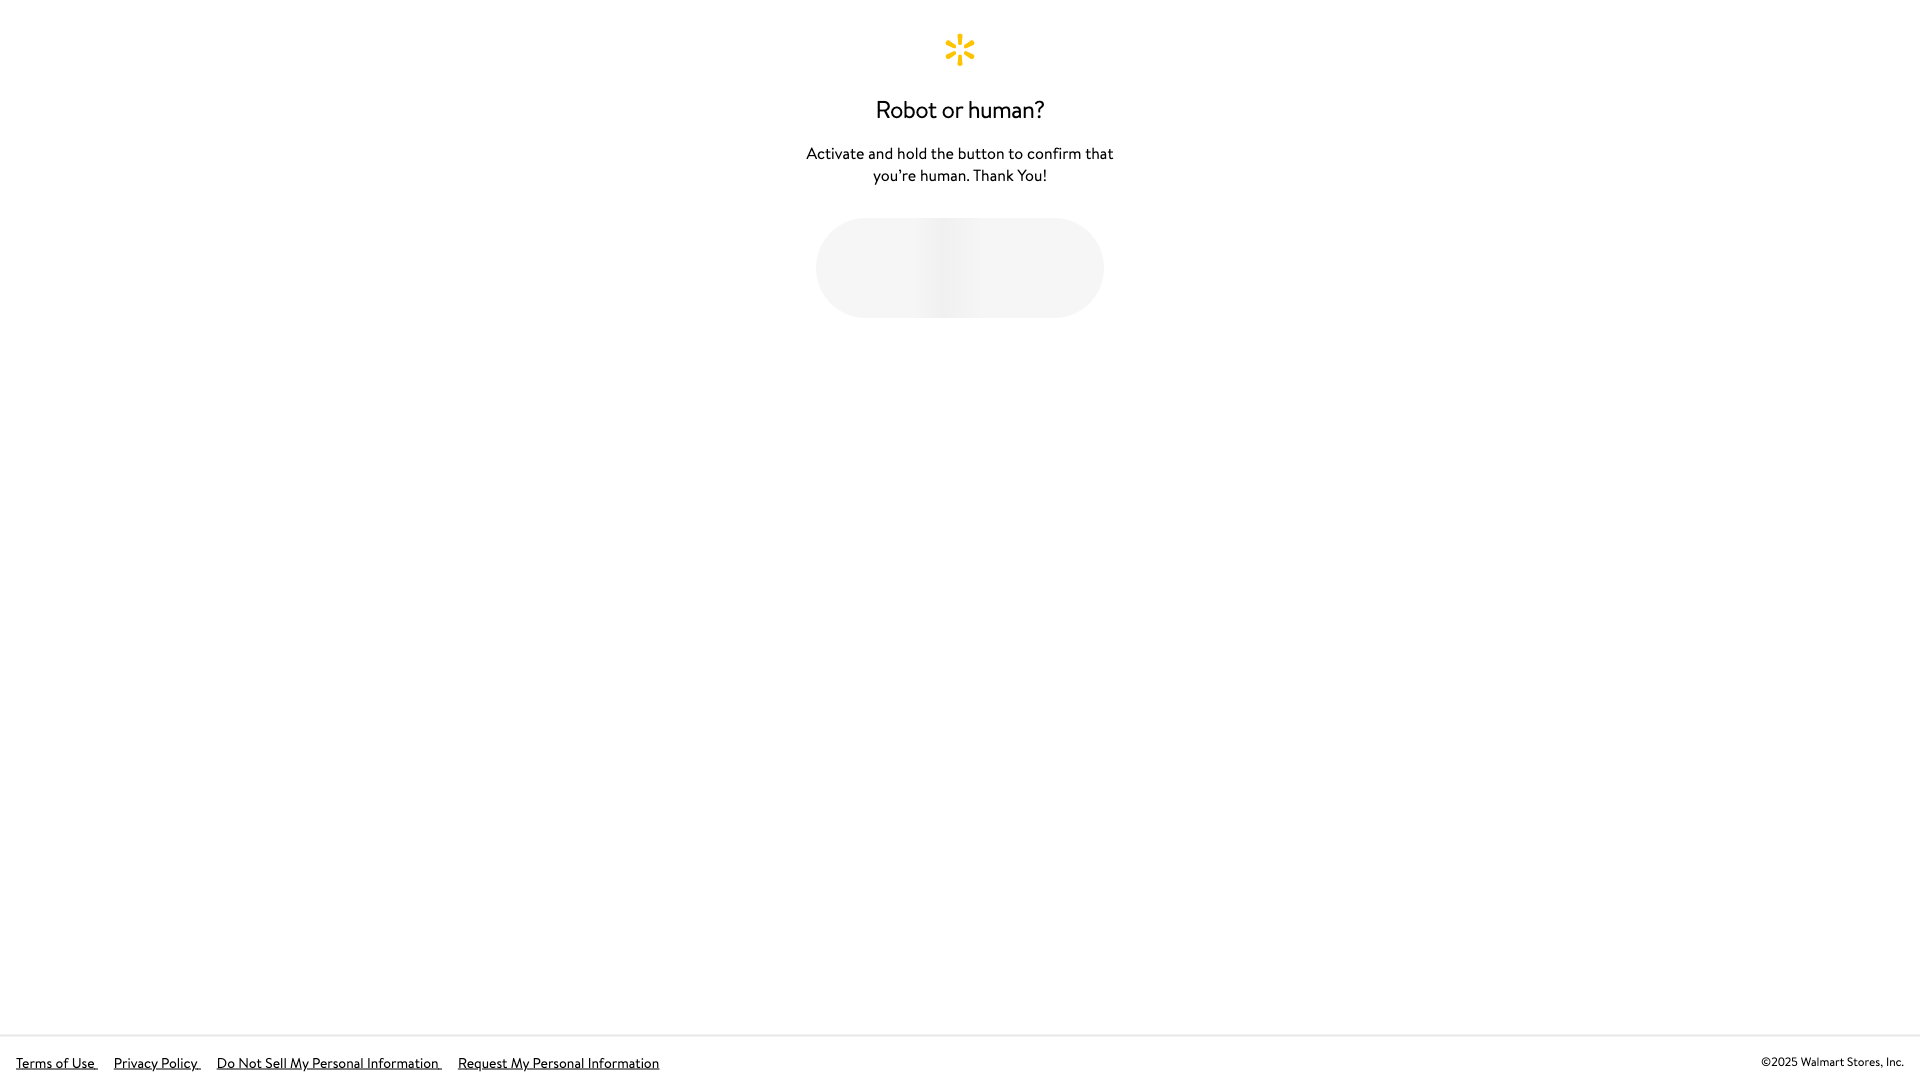 Robot or human?
Activate and hold the button to confirm that
you’re human. Thank You!
Terms of Use Privacy Policy Do Not Sell My Personal Information Request My Personal Information ©2025 Walmart Stores, Inc.